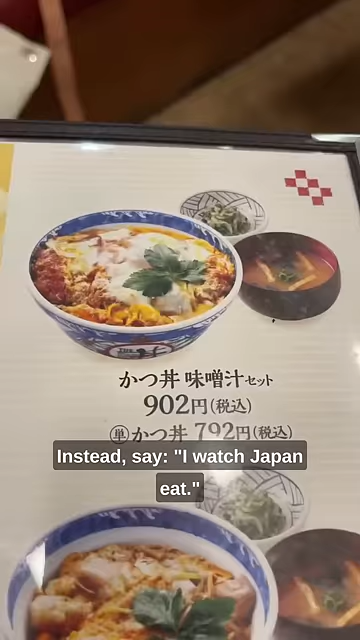 かつ丼 味噌汁セット
902円(税込)
単 かつ丼 792円(税込)
Instead, say: "I watch Japan
eat."